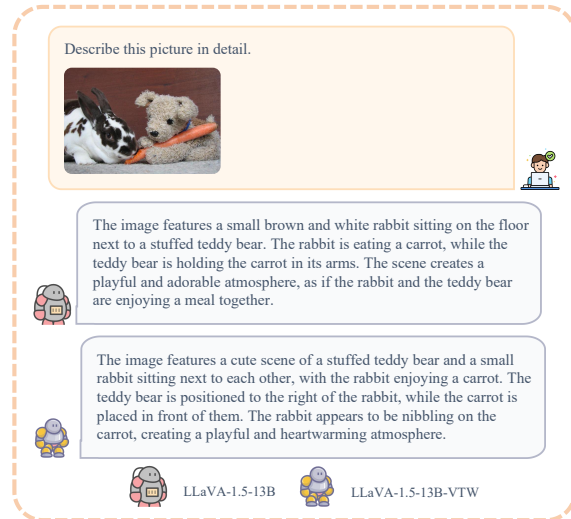 Describe this picture in detail.
The image features a small brown and white rabbit sitting on the floor
next to a stuffed teddy bear. The rabbit is eating a carrot, while the
teddy bear is holding the carrot in its arms. The scene creates a
playful and adorable atmosphere, as if the rabbit and the teddy bear
are enjoying a meal together.
The image features a cute scene of a stuffed teddy bear and a small
rabbit sitting next to each other, with the rabbit enjoying a carrot. The
teddy bear is positioned to the right of the rabbit, while the carrot is
placed in front of them. The rabbit appears to be nibbling on the
carrot, creating a playful and heartwarming atmosphere.
LLaVA-1.5-13B
LLaVA-1.5-13B-VTW